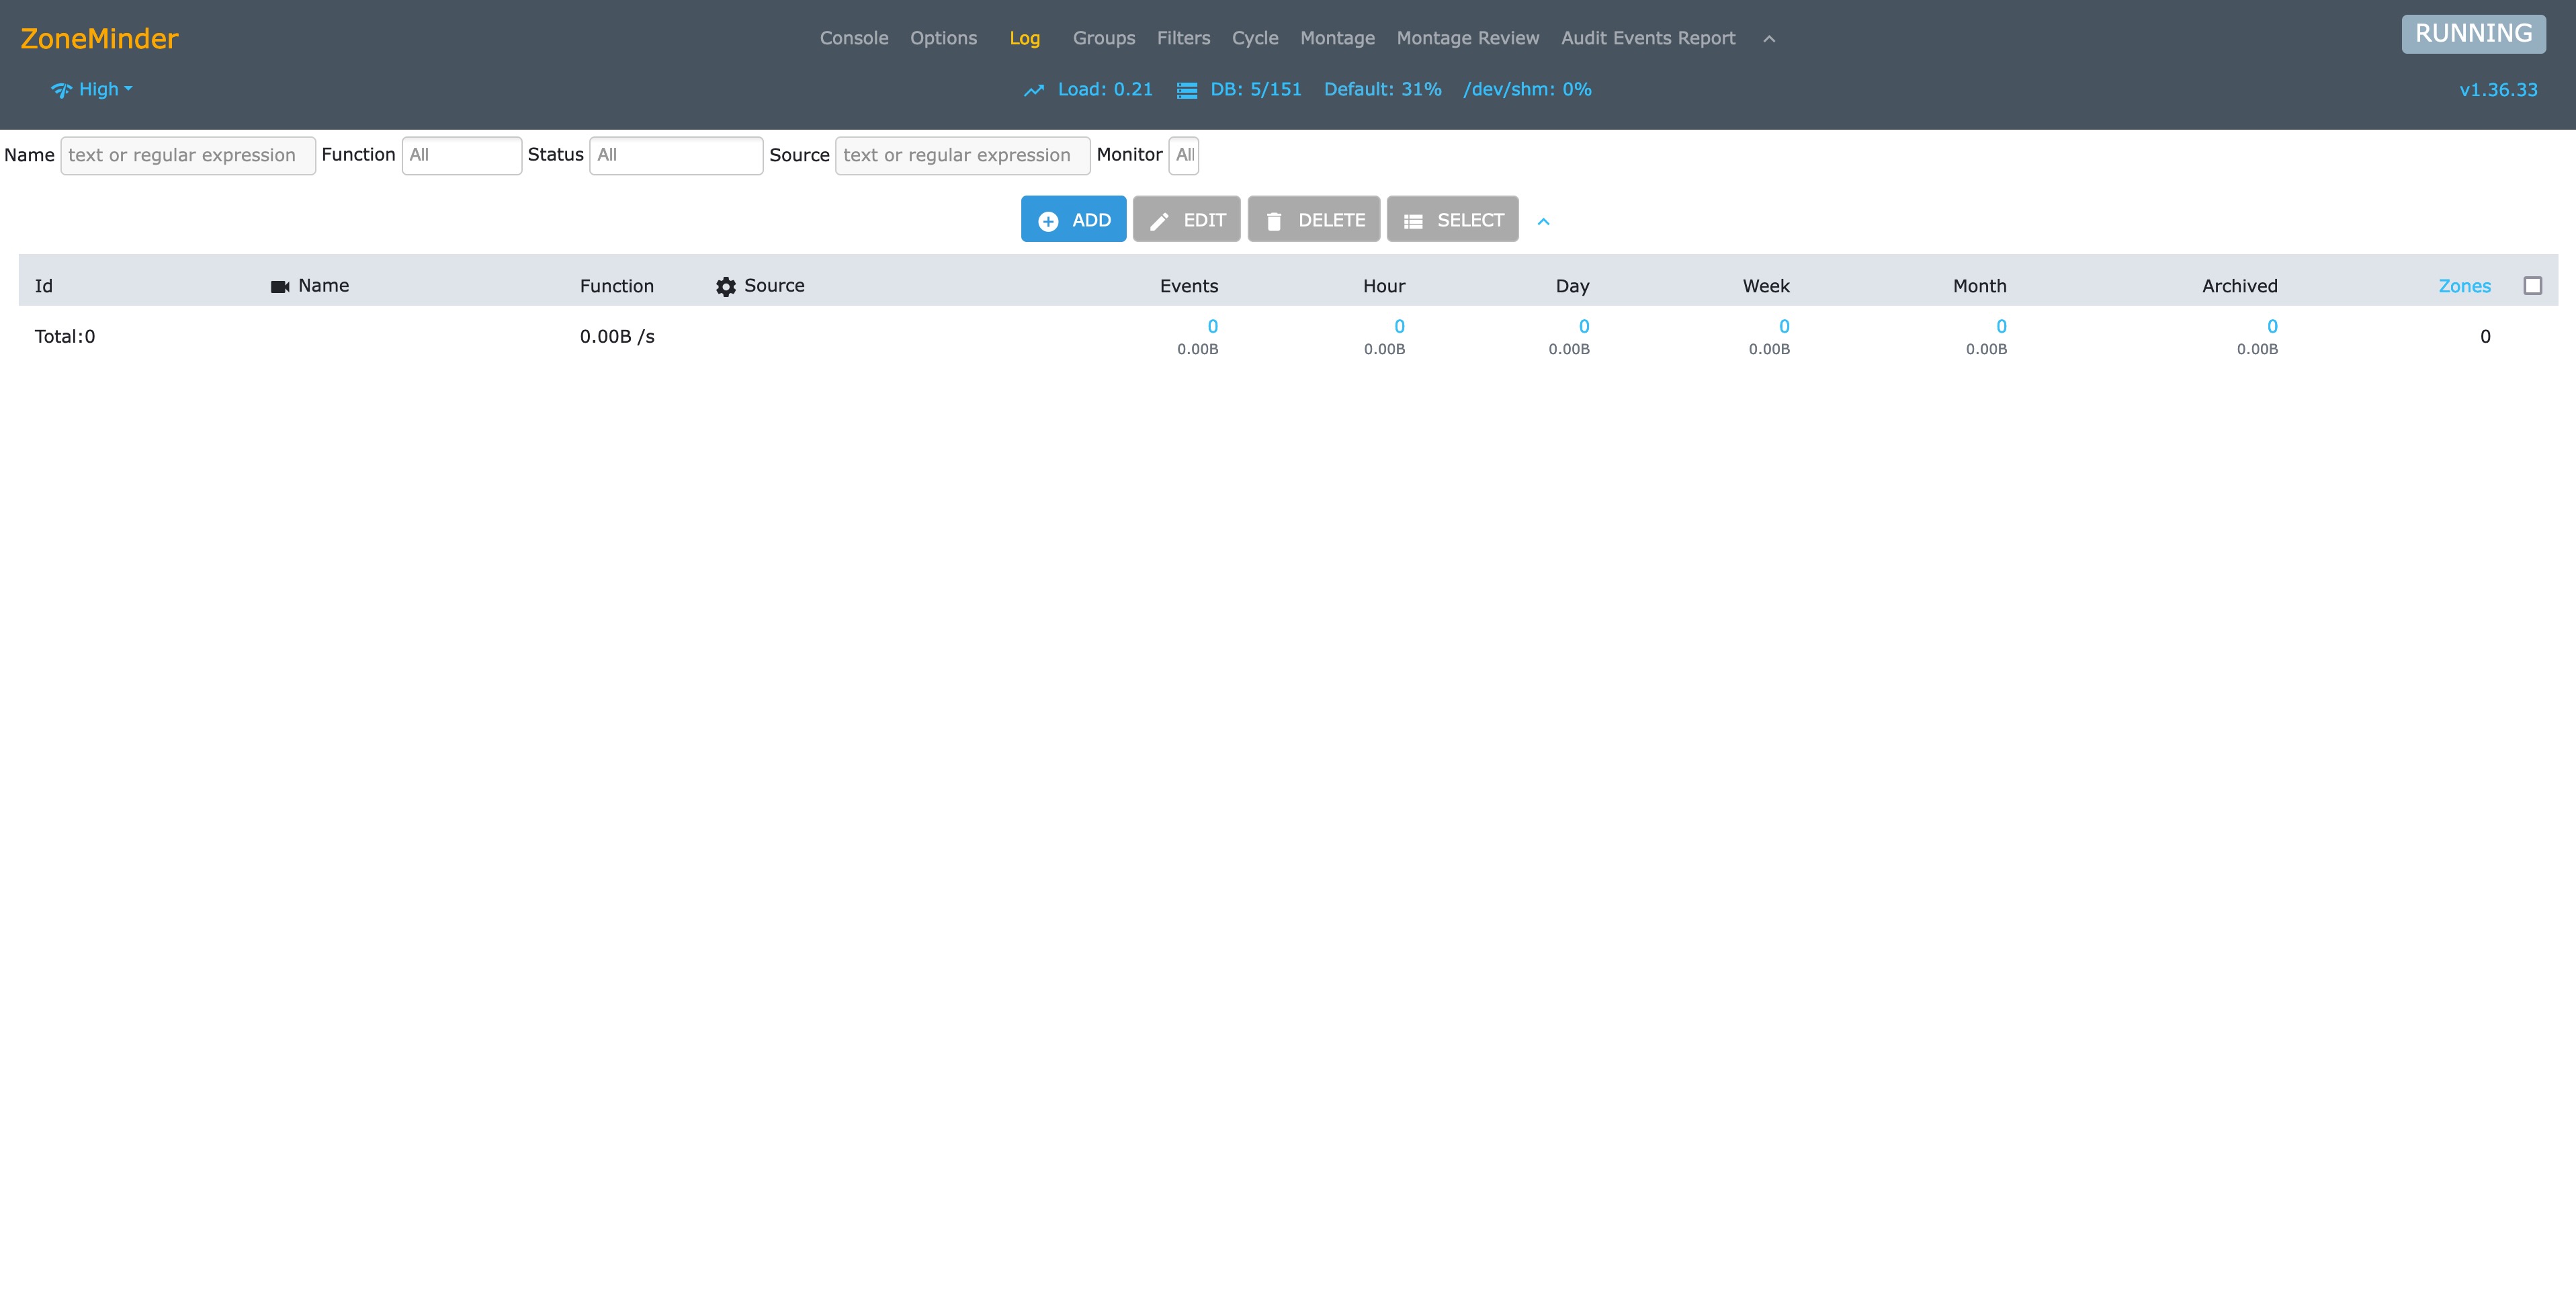 ZoneMinder Console Options Log Groups Filters Cycle Montage Montage Review Audit Events Report RUNNING
High Load: 0.21 DB: 5/151 Default: 31% /dev/shm: 0% v1.36.33
Name text or regular expression Function All Status All Source text or regular expression Monitor All
ADD EDIT DELETE SELECT
Id Name Function Source Events Hour Day Week Month Archived Zones
Total:0 0.00B /s 0 0 0 0 0 0 0
0.00B 0.00B 0.00B 0.00B 0.00B 0.00B